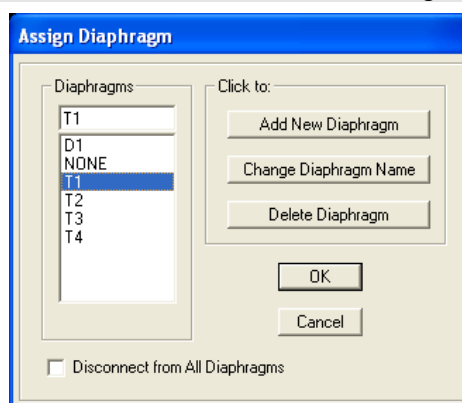 Assign Diaphragm
Diaphragms
T1
D1
NONE
T1
T2
T3
T4
Click to:
Add New Diaphragm
Change Diaphragm Name
Delete Diaphragm
OK
Cancel
Disconnect from All Diaphragms